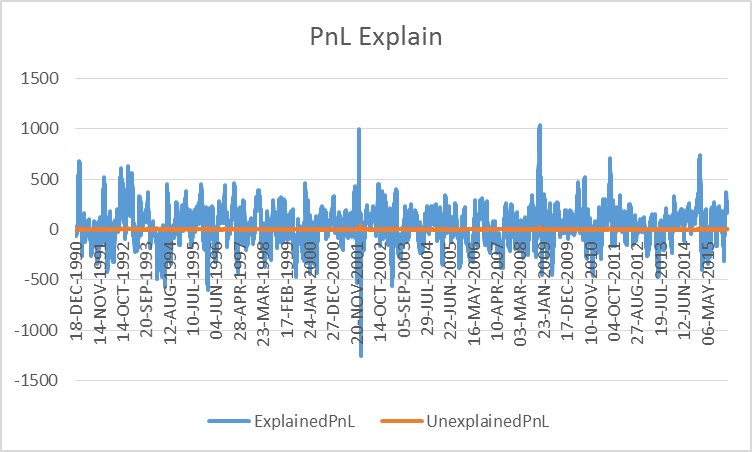 PnL Explain
1500
1000
500
0
-500
-1000
-1500
18-DEC-1990
14-NOV-1991
14-OCT-1992
20-SEP-1993
12-AUG-1994
10-JUL-1995
04-JUN-1996
28-APR-1997
23-MAR-1998
17-FEB-1999
24-JAN-2000
27-DEC-2000
20-NOV-2001
14-OCT-2002
05-SEP-2003
29-JUL-2004
22-JUN-2005
16-MAY-2006
10-APR-2007
03-MAR-2008
23-JAN-2009
17-DEC-2009
10-NOV-2010
04-OCT-2011
27-AUG-2012
19-JUL-2013
12-JUN-2014
06-MAY-2015
ExplainedPnL UnexplainedPnL